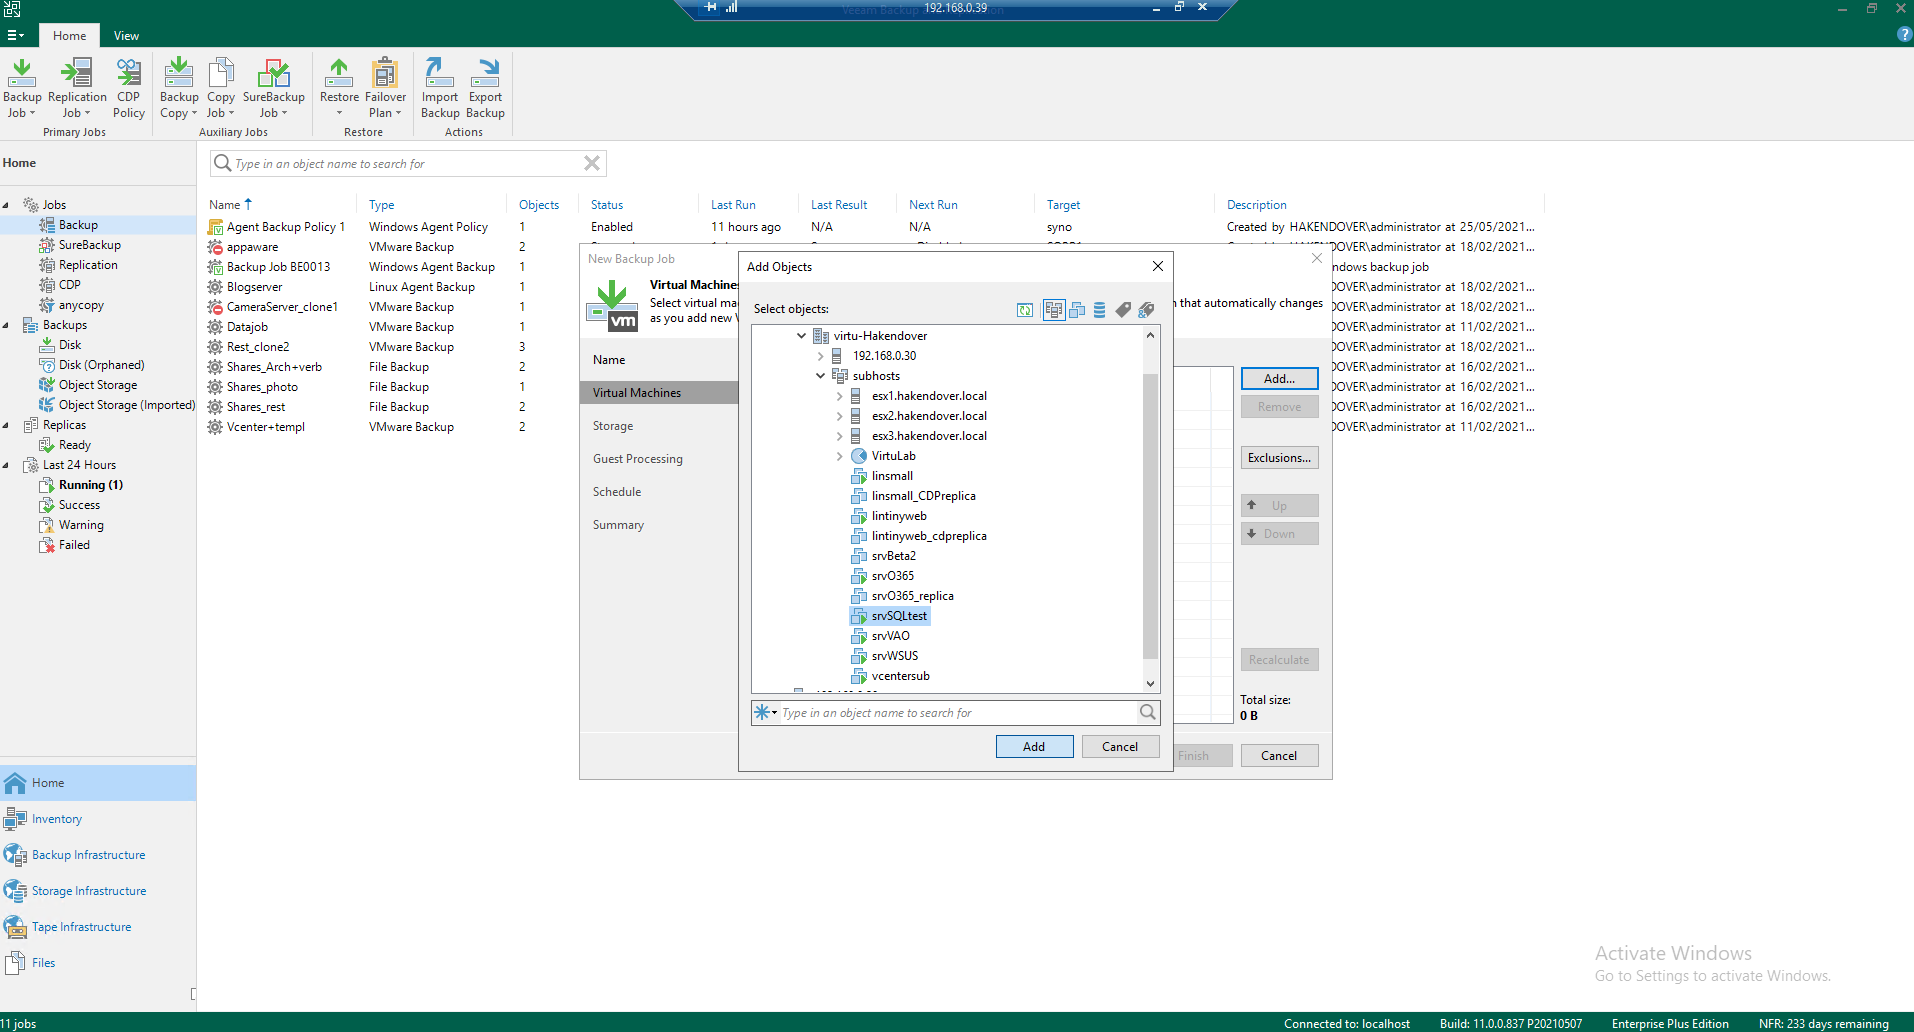 192.168.0.39
Home
View
Backup Job
Replication Job
CDP Policy
Backup Copy
Copy Job
SureBackup Job
Restore
Failover Plan
Import Backup
Export Backup
Primary Jobs
Auxiliary Jobs
Restore
Actions
Home
Type in an object name to search for
Jobs
Backup
SureBackup
Replication
CDP
anycopy
Backups
Disk
Disk (Orphaned)
Object Storage
Object Storage (Imported)
Replicas
Ready
Last 24 Hours
Running (1)
Success
Warning
Failed
Home
Inventory
Backup Infrastructure
Storage Infrastructure
Tape Infrastructure
Files
Name Type Objects Status Last Run Last Result Next Run Target Description
Agent Backup Policy 1 Windows Agent Policy 1 Enabled 11 hours ago N/A N/A syno Created by HAKENDOVER\administrator at 25/05/2021...
appaware VMware Backup 2 DOVER\administrator at 18/02/2021...
Backup Job BE0013 Windows Agent Backup 1 ndows backup job
Blogserver Linux Agent Backup 1 DOVER\administrator at 18/02/2021...
CameraServer_clone1 VMware Backup 1 DOVER\administrator at 18/02/2021...
Datajob VMware Backup 1 DOVER\administrator at 11/02/2021...
Rest_clone2 VMware Backup 3 DOVER\administrator at 18/02/2021...
Shares_Arch+verb File Backup 2 DOVER\administrator at 16/02/2021...
Shares_photo File Backup 1 DOVER\administrator at 16/02/2021...
Shares_rest File Backup 2 DOVER\administrator at 16/02/2021...
Vcenter+templ VMware Backup 2 DOVER\administrator at 11/02/2021...
New Backup Job
Virtual Machines
Select virtual ma
n that automatically changes
as you add new
vm
Name
Virtual Machines
Storage
Guest Processing
Schedule
Summary
Add Objects
Select objects:
virtu-Hakendover
192.168.0.30
subhosts
esx1.hakendover.local
esx2.hakendover.local
esx3.hakendover.local
VirtuLab
linsmall
linsmall_CDPreplica
lintinyweb
lintinyweb_cdpreplica
srvBeta2
srvO365
srvO365_replica
srvSQLtest
srvVAO
srvWSUS
vcentersub
Type in an object name to search for
Add
Cancel
Add...
Remove
Exclusions...
Up
Down
Recalculate
Total size:
0 B
Finish
Cancel
Activate Windows
Go to Settings to activate Windows.
11 jobs
Connected to: localhost
Build: 11.0.0.837 P20210507
Enterprise Plus Edition
NFR: 233 days remaining